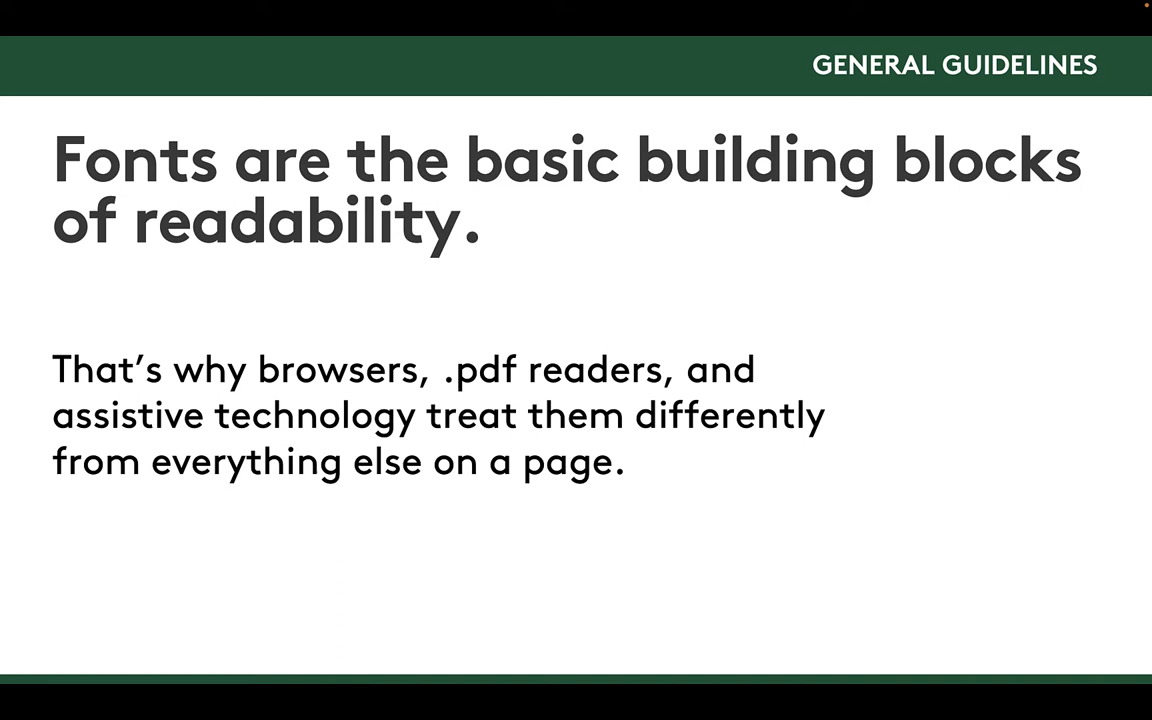 GENERAL GUIDELINES
Fonts are the basic building blocks
of readability.
That’s why browsers, .pdf readers, and
assistive technology treat them differently
from everything else on a page.